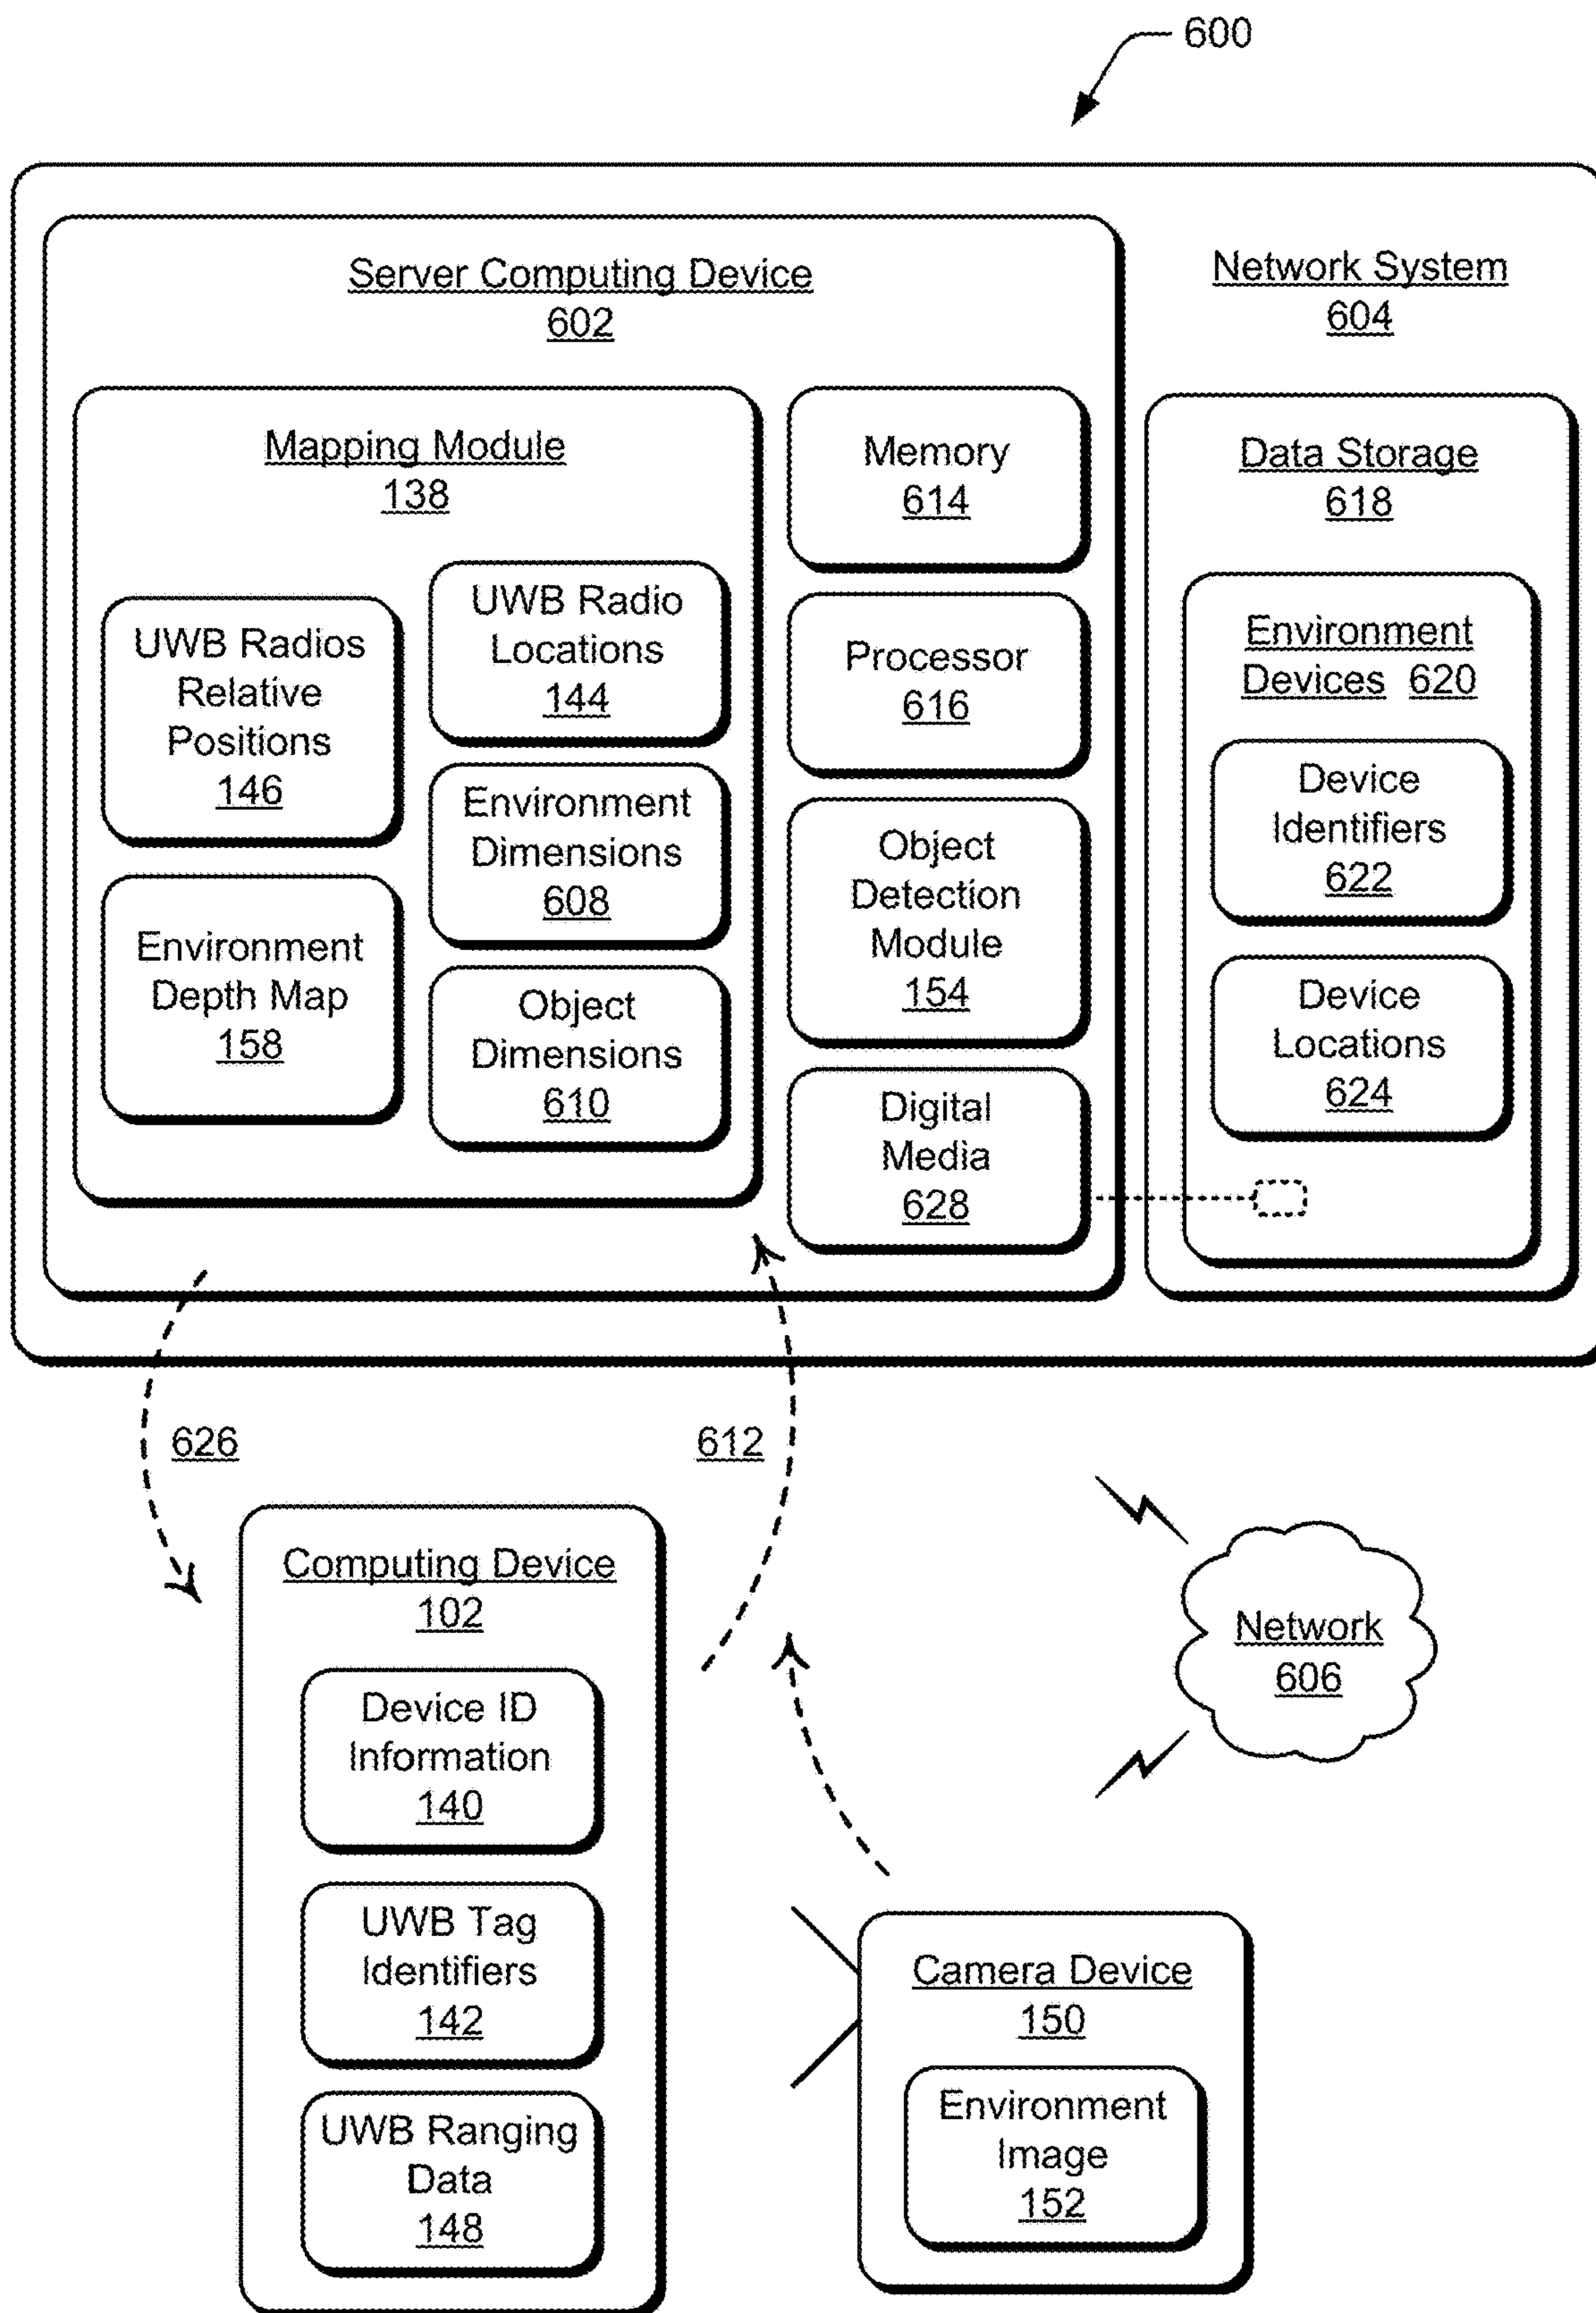 600
Server Computing Device
602
Network System
604
Mapping Module
138
UWB Radios
Relative
Positions
146
UWB Radio
Locations
144
Environment
Dimensions
608
Environment
Depth Map
158
Object
Dimensions
610
Memory
614
Processor
616
Object
Detection
Module
154
Digital
Media
628
Data Storage
618
Environment
Devices 620
Device
Identifiers
622
Device
Locations
624
626
612
Computing Device
102
Device ID
Information
140
UWB Tag
Identifiers
142
UWB Ranging
Data
148
Network
606
Camera Device
150
Environment
Image
152